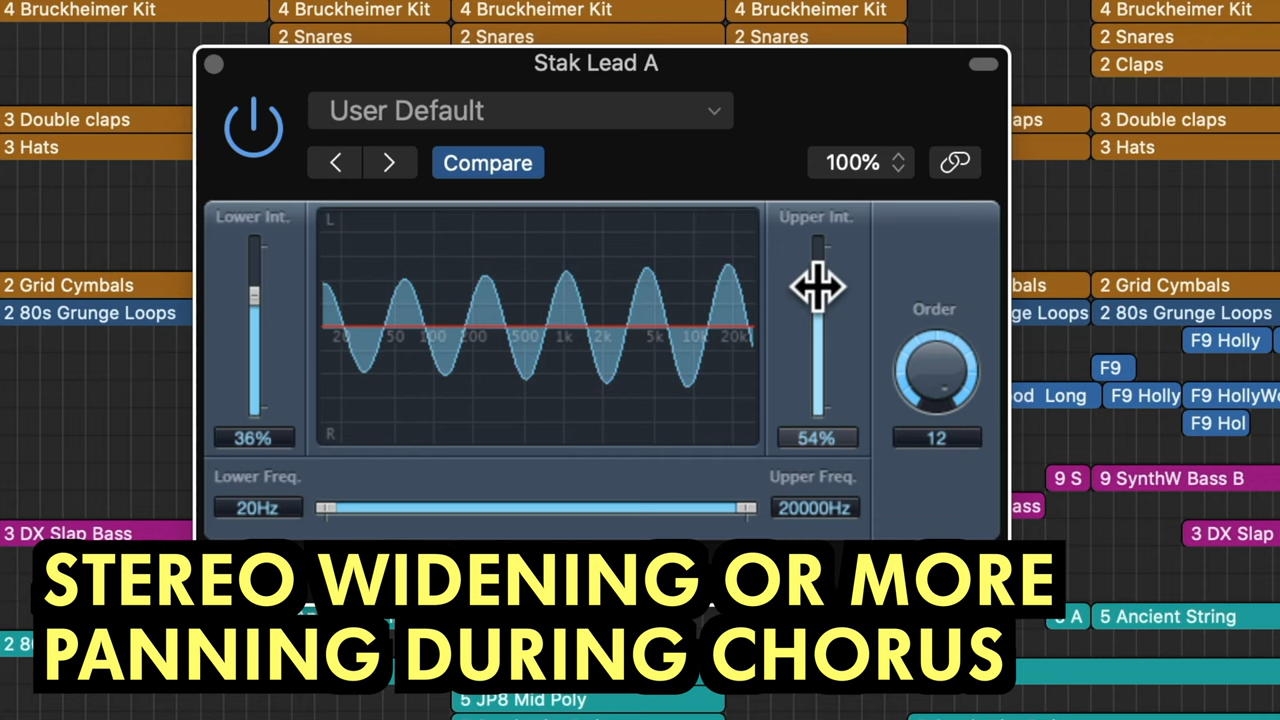 4 Bruckheimer Kit
4 Bruckheimer Kit
4 Bruckheimer Kit
4 Bruckheimer Kit
4 Bruckheimer Kit
2 Snares
2 Snares
2 Snares
2 Snares
2 Claps
Stak Lead A
User Default
Compare
100%
3 Double claps
aps
3 Double claps
3 Hats
3 Hats
Lower Int.
L
Upper Int.
20 50 100 200 500 1k 2k 5k 10k 20k
Order
R
36%
54%
12
Lower Freq.
Upper Freq.
20Hz
20000Hz
2 Grid Cymbals
bals
2 Grid Cymbals
2 80s Grunge Loops
ge Loops
2 80s Grunge Loops
F9 Holly
F9
od Long
F9 Holly
F9 HollyWo
F9 Hol
9 S
9 SynthW Bass B
ass
3 DX Slap Bass
3 DX Slap
STEREO WIDENING OR MORE
PANNING DURING CHORUS
A
5 Ancient String
2 80
5 JP8 Mid Poly